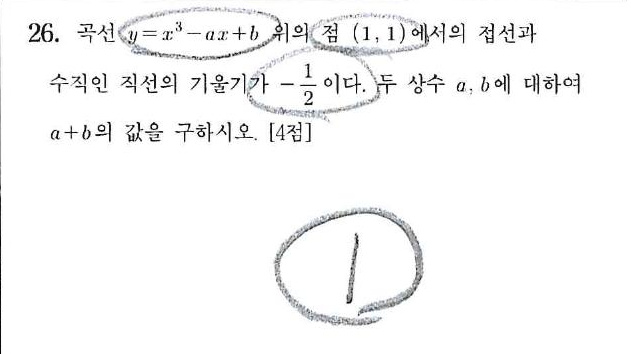 26. 곡선 y=x³-ax+b 위의 점 (1, 1)에서의 접선과
수직인 직선의 기울기가 -1/2이다. 두 상수 a, b에 대하여
a+b의 값을 구하시오. [4점]
1